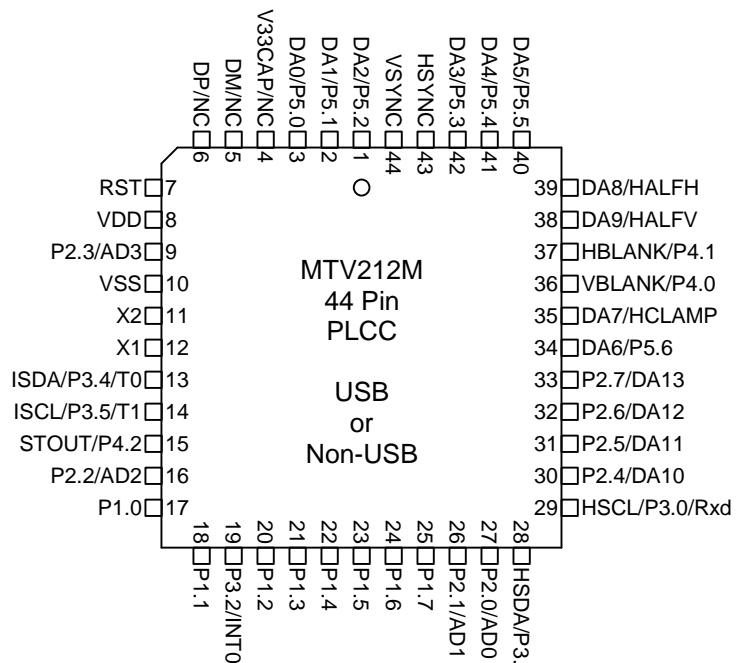 DP/NC
DM/NC
V33CAP/NC
DA0/P5.0
DA1/P5.1
DA2/P5.2
VSYNC
HSYNC
DA3/P5.3
DA4/P5.4
DA5/P5.5
6
5
4
3
2
1
44
43
42
41
40
RST 7
VDD 8
P2.3/AD3 9
VSS 10
X2 11
X1 12
ISDA/P3.4/T0 13
ISCL/P3.5/T1 14
STOUT/P4.2 15
P2.2/AD2 16
P1.0 17
MTV212M
44 Pin
PLCC
USB
or
Non-USB
39 DA8/HALFH
38 DA9/HALFV
37 HBLANK/P4.1
36 VBLANK/P4.0
35 DA7/HCLAMP
34 DA6/P5.6
33 P2.7/DA13
32 P2.6/DA12
31 P2.5/DA11
30 P2.4/DA10
29 HSCL/P3.0/Rxd
18
19
20
21
22
23
24
25
26
27
28
P1.1
P3.2/INT0
P1.2
P1.3
P1.4
P1.5
P1.6
P1.7
P2.1/AD1
P2.0/AD0
HSDA/P3.